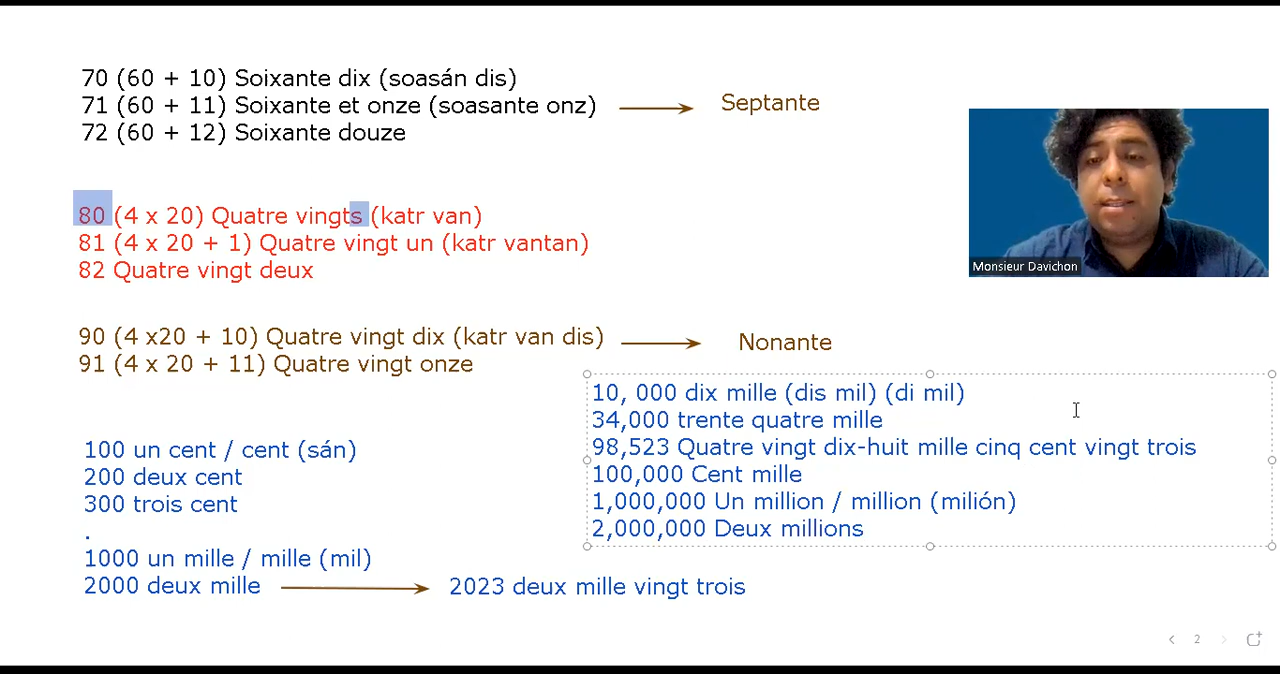 70 (60 + 10) Soixante dix (soasán dis)
71 (60 + 11) Soixante et onze (soasante onz)
Septante
72 (60 + 12) Soixante douze
80 (4 x 20) Quatre vingts (katr van)
81 (4 x 20 + 1) Quatre vingt un (katr vantan)
82 Quatre vingt deux
Monsieur Davichon
90 (4 x20 + 10) Quatre vingt dix (katr van dis)
Nonante
91 (4 x 20 + 11) Quatre vingt onze
10, 000 dix mille (dis mil) (di mil)
34,000 trente quatre mille
98,523 Quatre vingt dix-huit mille cinq cent vingt trois
100,000 Cent mille
1,000,000 Un million / million (milión)
2,000,000 Deux millions
100 un cent / cent (sán)
200 deux cent
300 trois cent
.
1000 un mille / mille (mil)
2000 deux mille
2023 deux mille vingt trois
2